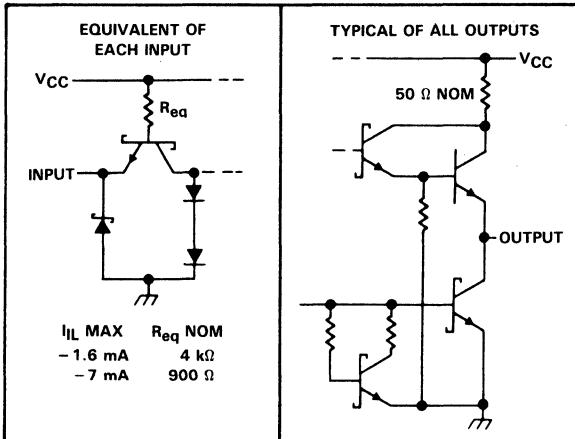 EQUIVALENT OF
EACH INPUT
VCC
Req
INPUT
IIL MAX Req NOM
−1.6 mA 4 kΩ
−7 mA 900 Ω
TYPICAL OF ALL OUTPUTS
VCC
50 Ω NOM
OUTPUT